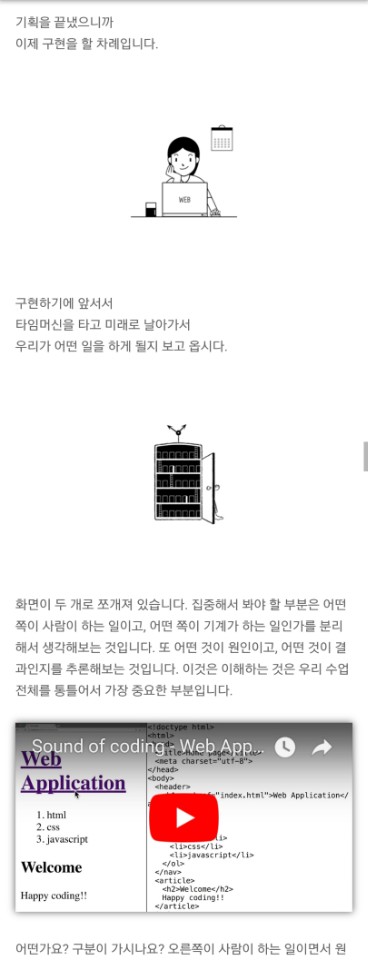 기획을 끝냈으니까
이제 구현을 할 차례입니다.
WEB
구현하기에 앞서서
타임머신을 타고 미래로 날아가서
우리가 어떤 일을 하게 될지 보고 옵시다.
화면이 두 개로 쪼개져 있습니다. 집중해서 봐야 할 부분은 어떤
쪽이 사람이 하는 일이고, 어떤 쪽이 기계가 하는 일인가를 분리
해서 생각해보는 것입니다. 또 어떤 것이 원인이고, 어떤 것이 결
과인지를 추론해보는 것입니다. 이것은 이해하는 것은 우리 수업
전체를 통틀어서 가장 중요한 부분입니다.
Sound of coding - Web App...
Web
Application
1. html
2. css
3. javascript
Welcome
Happy coding!!
<!doctype html>
<html>
<title>Home page</title>
<meta charset="utf-8">
</head>
<body>
<header>
="index.html">Web Application</
<li>css</li>
<li>javascript</li>
</ol>
</nav>
<article>
<h2>Welcome</h2>
Happy coding!!
</article>
어떤가요? 구분이 가시나요? 오른쪽이 사람이 하는 일이면서 원